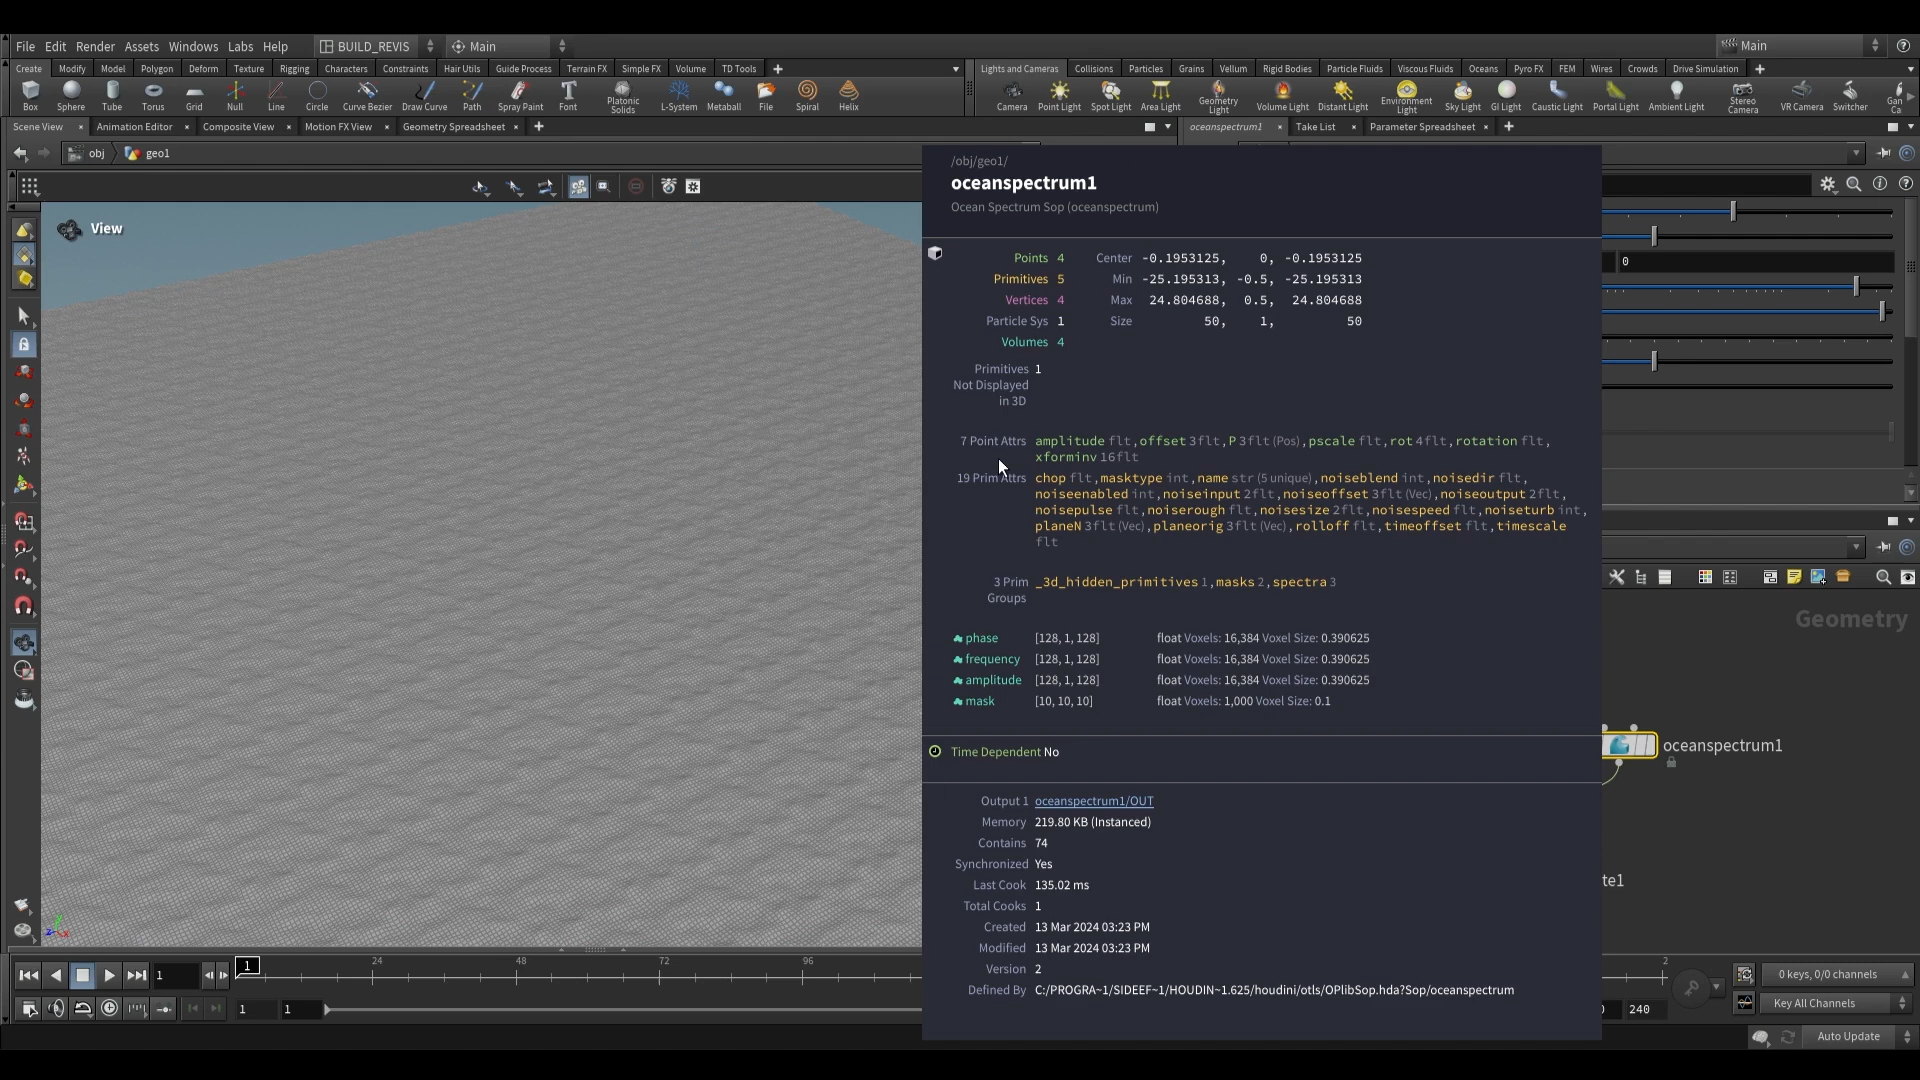 File Edit Render Assets Windows Labs Help BUILD_REVIS Main Main
Create Modify Model Polygon Deform Texture Rigging Characters Constraints Hair Utils Guide Process Terrain FX Simple FX Volume TD Tools
Lights and Cameras Collisions Particles Grains Vellum Rigid Bodies Particle Fluids Viscous Fluids Oceans Pyro FX FEM Wires Crowds Drive Simulation
Box Sphere Tube Torus Grid Null Line Circle Curve Bezier Draw Curve Path Spray Paint Font Platonic Solids L-System Metaball File Spiral Helix
Camera Point Light Spot Light Area Light Geometry Light Volume Light Distant Light Environment Light Sky Light GI Light Caustic Light Portal Light Ambient Light Stereo Camera VR Camera Switcher Gan Ca
Scene View Animation Editor Composite View Motion FX View Geometry Spreadsheet
oceanspectrum1 Take List Parameter Spreadsheet
obj geo1
View
/obj/geo1/
oceanspectrum1
Ocean Spectrum Sop (oceanspectrum)
Points 4 Center -0.1953125, 0, -0.1953125
Primitives 5 Min -25.195313, -0.5, -25.195313
Vertices 4 Max 24.804688, 0.5, 24.804688
Particle Sys 1 Size 50, 1, 50
Volumes 4
Primitives 1
Not Displayed
in 3D
7 Point Attrs amplitude flt, offset 3flt, P 3flt (Pos), pscale flt, rot 4flt, rotation flt,
xforminv 16flt
19 Prim Attrs chop flt, masktype int, name str (5 unique), noiseblend int, noisedir flt,
noiseenabled int, noiseinput 2flt, noiseoffset 3flt (Vec), noiseoutput 2flt,
noisepulse flt, noiserough flt, noisesize 2flt, noisespeed flt, noiseturb int,
planeN 3flt (Vec), planeorig 3flt (Vec), rolloff flt, timeoffset flt, timescale
flt
3 Prim _3d_hidden_primitives 1, masks 2, spectra 3
Groups
phase [128, 1, 128] float Voxels: 16,384 Voxel Size: 0.390625
frequency [128, 1, 128] float Voxels: 16,384 Voxel Size: 0.390625
amplitude [128, 1, 128] float Voxels: 16,384 Voxel Size: 0.390625
mask [10, 10, 10] float Voxels: 1,000 Voxel Size: 0.1
Time Dependent No
Output 1 oceanspectrum1/OUT
Memory 219.80 KB (Instanced)
Contains 74
Synchronized Yes
Last Cook 135.02 ms
Total Cooks 1
Created 13 Mar 2024 03:23 PM
Modified 13 Mar 2024 03:23 PM
Version 2
Defined By C:/PROGRA~1/SIDEEF~1/HOUDIN~1.625/houdini/otls/OPlibSop.hda?Sop/oceanspectrum
0
Geometry
oceanspectrum1
te1
1 1 24 48 72 96 2 0 keys, 0/0 channels
1 1 240 Key All Channels
Auto Update